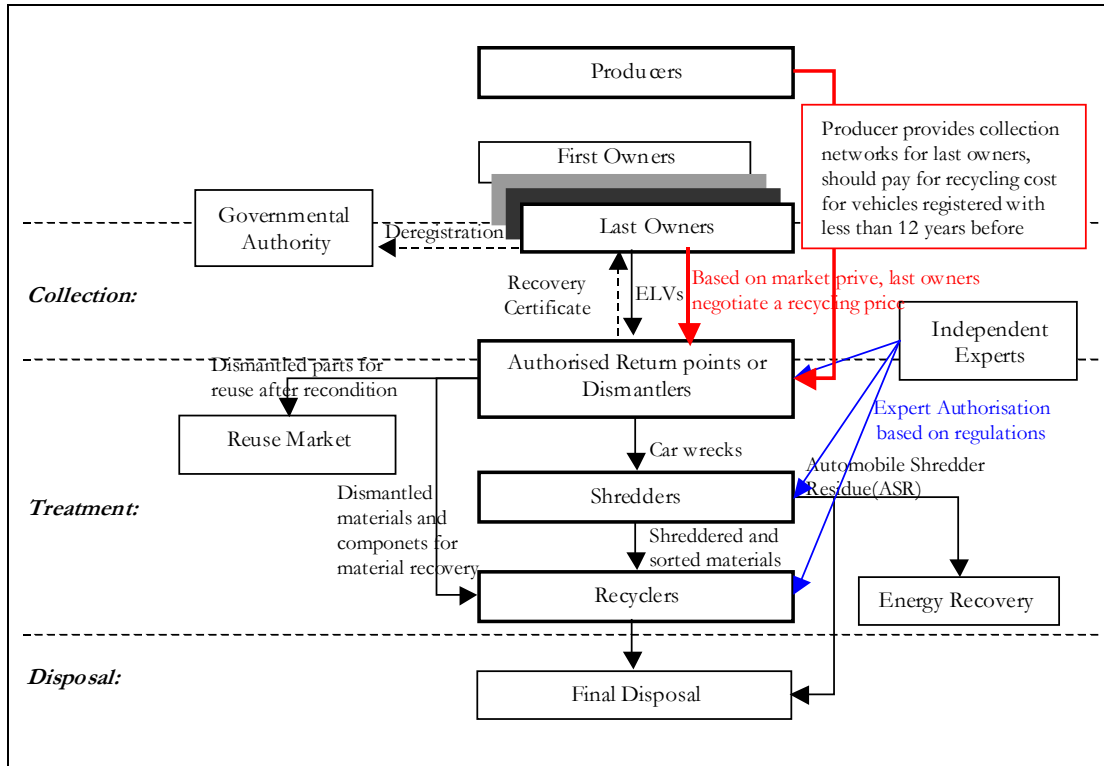 Producers
Producer provides collection
networks for last owners,
should pay for recycling cost
for vehicles registered with
less than 12 years before
First Owners
Governmental
Authority
Deregistration
Last Owners
Collection:
Recovery
Certificate
ELVs
Based on market prive, last owners
negotiate a recycling price
Independent
Experts
Authorised Return points or
Dismantlers
Dismantled parts for
reuse after recondition
Reuse Market
Expert Authorisation
based on regulations
Car wrecks
Automobile Shredder
Residue(ASR)
Treatment:
Dismantled
materials and
componets for
material recovery
Shredders
Shreddered and
sorted materials
Recyclers
Energy Recovery
Disposal:
Final Disposal